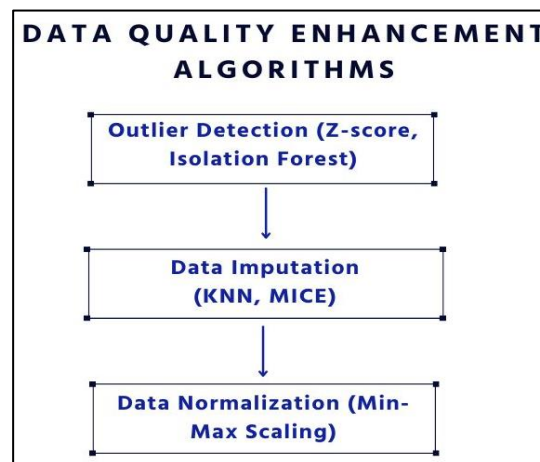 DATA QUALITY ENHANCEMENT
ALGORITHMS
Outlier Detection (Z-score,
Isolation Forest)
Data Imputation
(KNN, MICE)
Data Normalization (Min-
Max Scaling)